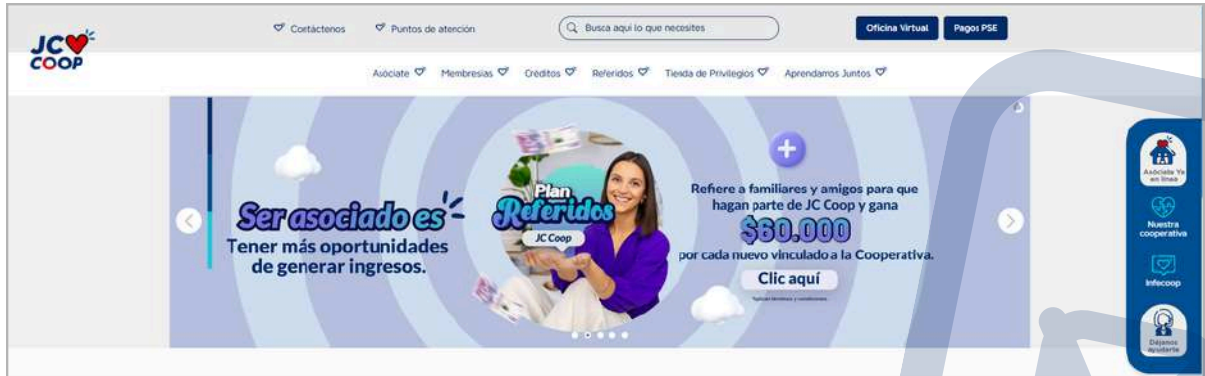 JC
COOP
Contáctenos
Puntos de atención
Busca aquí lo que necesites
Oficina Virtual
Pagos PSE
Asóciate
Membresías
Créditos
Referidos
Tienda de Privilegios
Aprendamos Juntos
Ser asociado es
Tener más oportunidades
de generar ingresos.
Plan
Referidos
JC Coop
Refiere a familiares y amigos para que
hagan parte de JC Coop y gana
$60.000
por cada nuevo vinculado a la Cooperativa.
Clic aquí
*Aplican términos y condiciones
Asóciate Ya
en línea
Nuestra
cooperativa
Infecoop
Déjanos
ayudarte